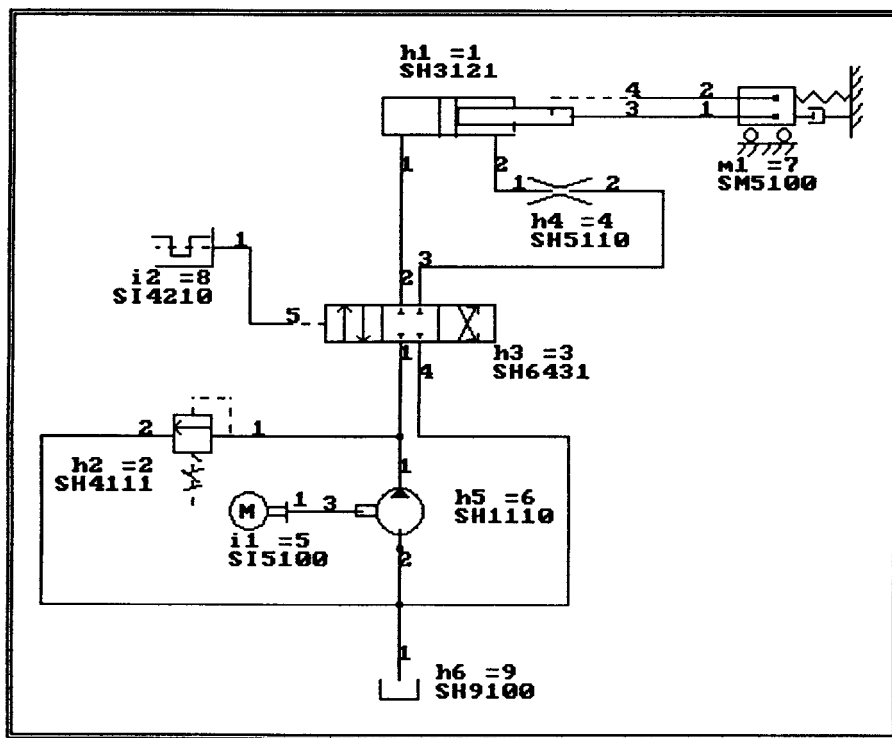 h1 =1
SH3121
4 2
3 1
1
2
1 2
m1 =7
SM5100
h4 =4
SH5110
1
3
2
i2 =8
SI4210
5
h3 =3
SH6431
1
4
2 1
h2 =2
SH4111
1
M
1 3
h5 =6
SH1110
i1 =5
SI5100
2
1
h6 =9
SH9100